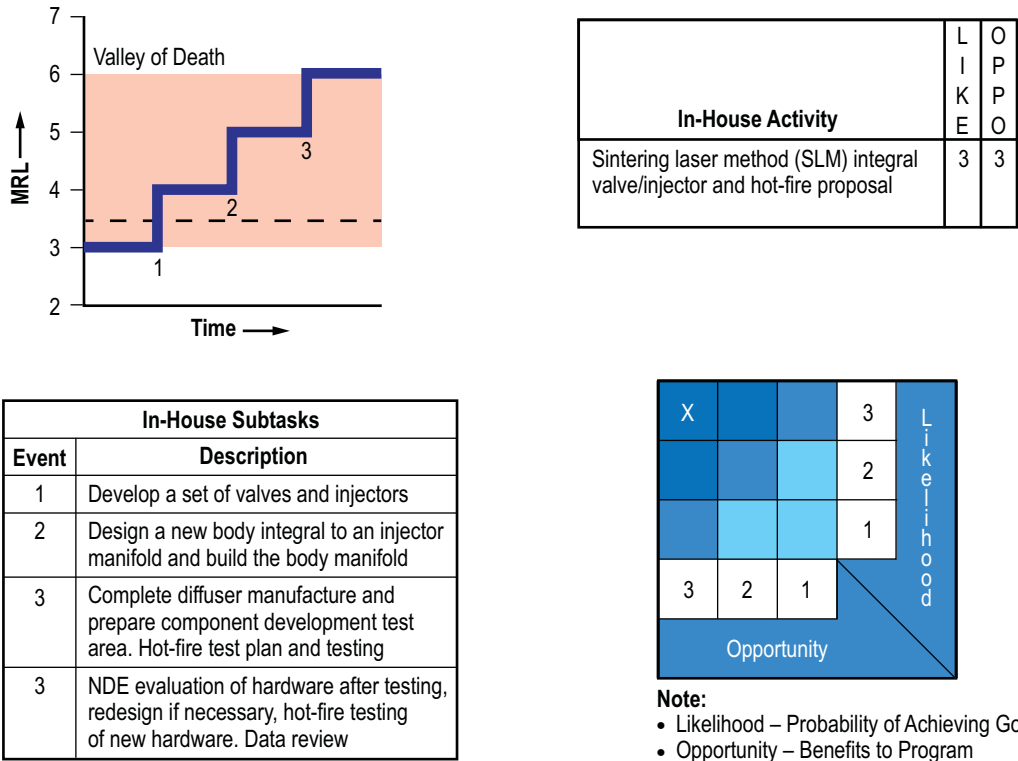 7
Valley of Death
6
5
3
MRL
4
2
3
1
2
Time
In-House Activity
LIKE
OPPO
Sintering laser method (SLM) integral
valve/injector and hot-fire proposal
3 3
In-House Subtasks
Event Description
1 Develop a set of valves and injectors
2 Design a new body integral to an injector
manifold and build the body manifold
3 Complete diffuser manufacture and
prepare component development test
area. Hot-fire test plan and testing
3 NDE evaluation of hardware after testing,
redesign if necessary, hot-fire testing
of new hardware. Data review
X 3
2
1
3 2 1
Likelihood
Opportunity
Note:
• Likelihood – Probability of Achieving
• Opportunity – Benefits to Program